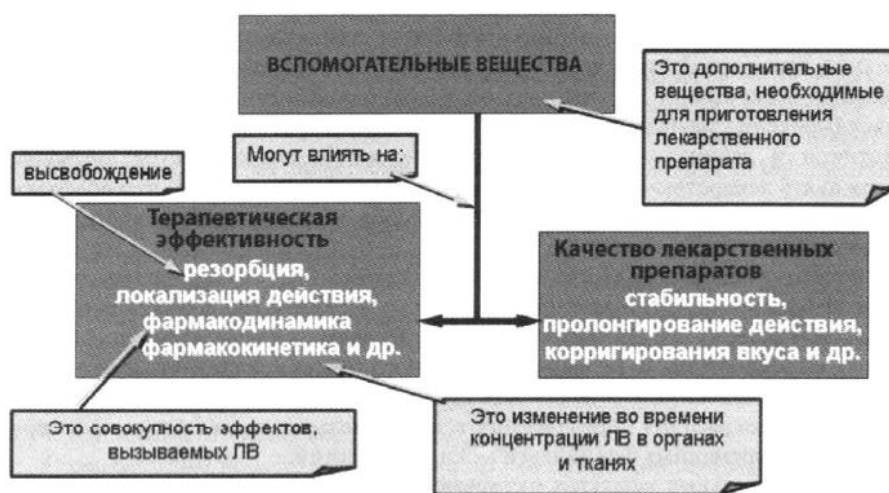 ВСПОМОГАТЕЛЬНЫЕ ВЕЩЕСТВА
Это дополнительные
вещества, необходимые
для приготовления
лекарственного
препарата
Могут влиять на:
высвобождение
Терапевтическая
эффективность
резорбция,
локализация действия,
фармакодинамика
фармакокинетика и др.
Качество лекарственных
препаратов
стабильность,
пролонгирование действия,
корригирования вкуса и др.
Это совокупность эффектов,
вызываемых ЛВ
Это изменение во времени
концентрации ЛВ в органах
и тканях